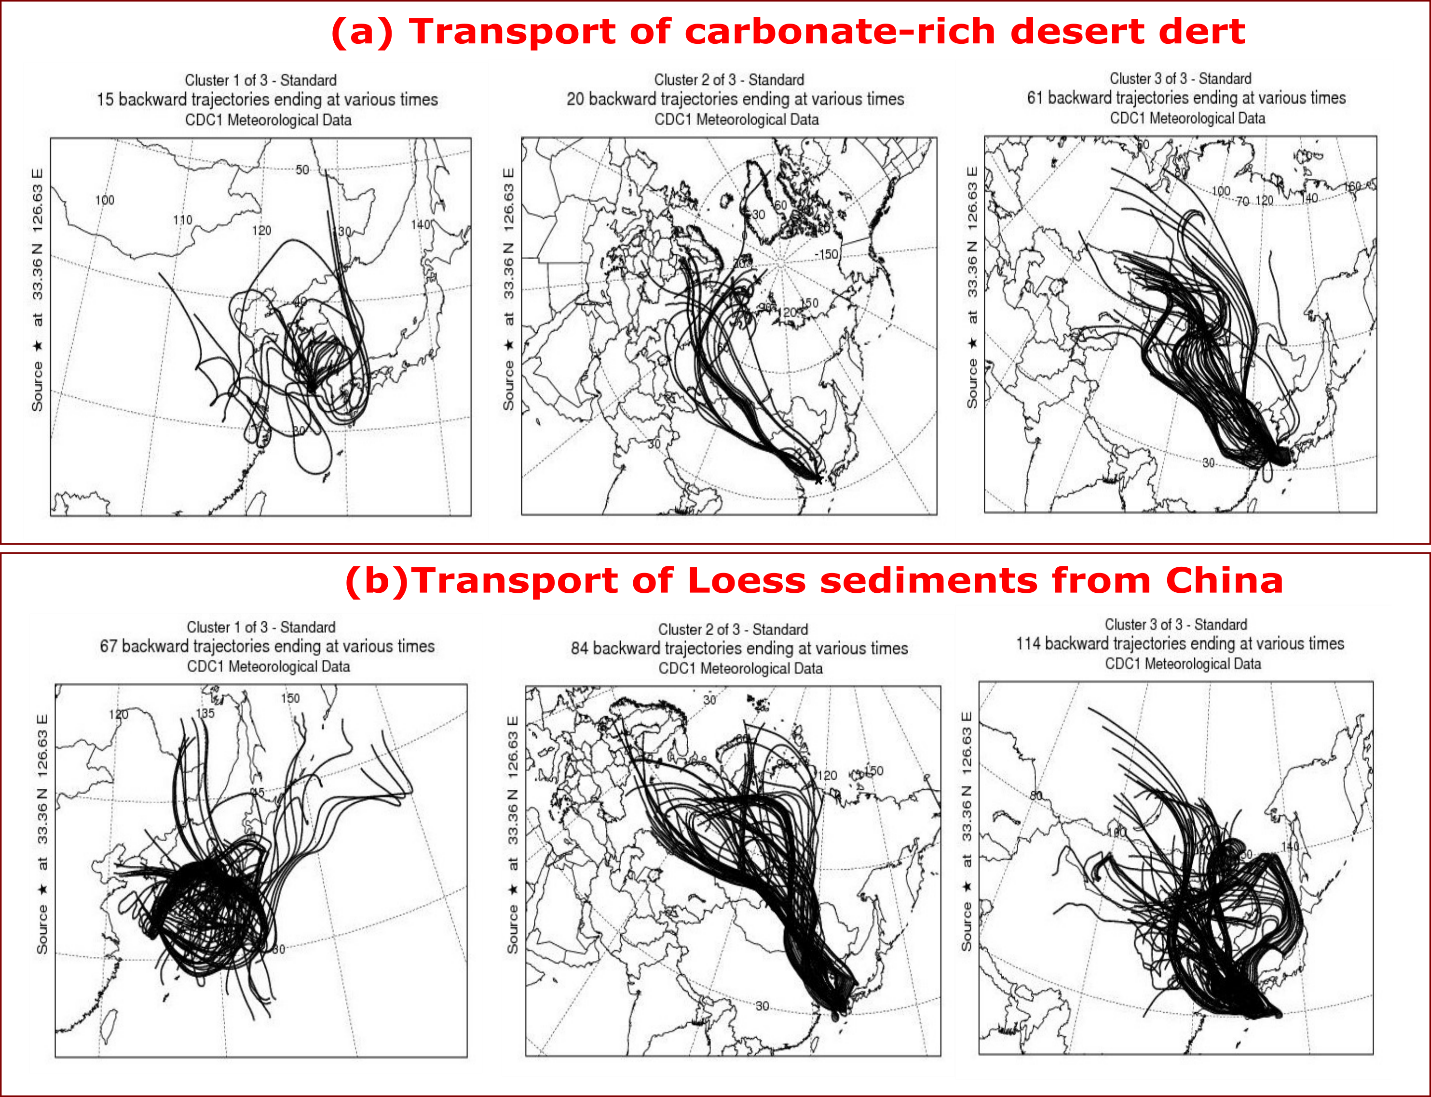 (a) Transport of carbonate-rich desert dert
Cluster 1 of 3 - Standard
15 backward trajectories ending at various times
CDC1 Meteorological Data
Source ★ at 33.36 N 126.63 E
50
100
110
120
130
140
40
30
Cluster 2 of 3 - Standard
20 backward trajectories ending at various times
CDC1 Meteorological Data
Source ★ at 33.36 N 126.63 E
-30
60
-150
150
120
30
Cluster 3 of 3 - Standard
61 backward trajectories ending at various times
CDC1 Meteorological Data
Source ★ at 33.36 N 126.63 E
80
100
70
120
140
160
30
(b)Transport of Loess sediments from China
Cluster 1 of 3 - Standard
67 backward trajectories ending at various times
CDC1 Meteorological Data
Source ★ at 33.36 N 126.63 E
120
135
150
45
30
Cluster 2 of 3 - Standard
84 backward trajectories ending at various times
CDC1 Meteorological Data
Source ★ at 33.36 N 126.63 E
30
120
150
30
Cluster 3 of 3 - Standard
114 backward trajectories ending at various times
CDC1 Meteorological Data
Source ★ at 33.36 N 126.63 E
80
100
140